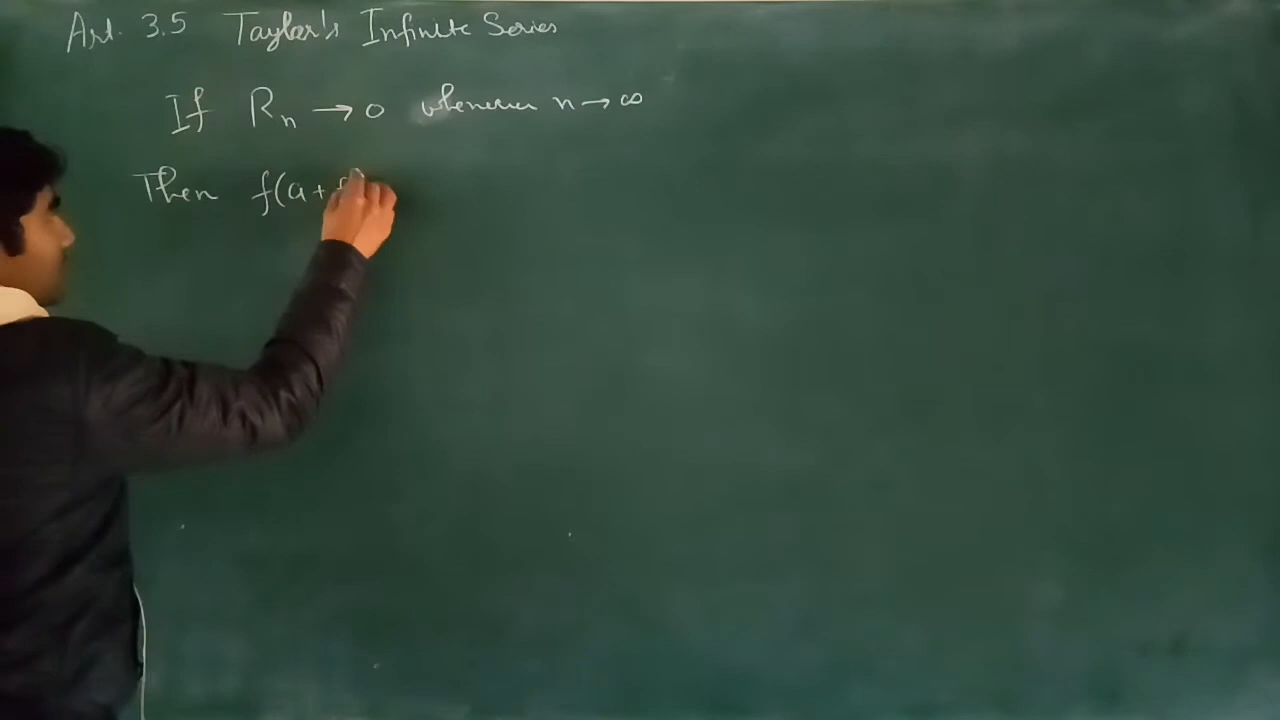 Art. 3.5 Taylor's Infinite Series
If Rn → 0 whenever n → ∞
Then f(a+